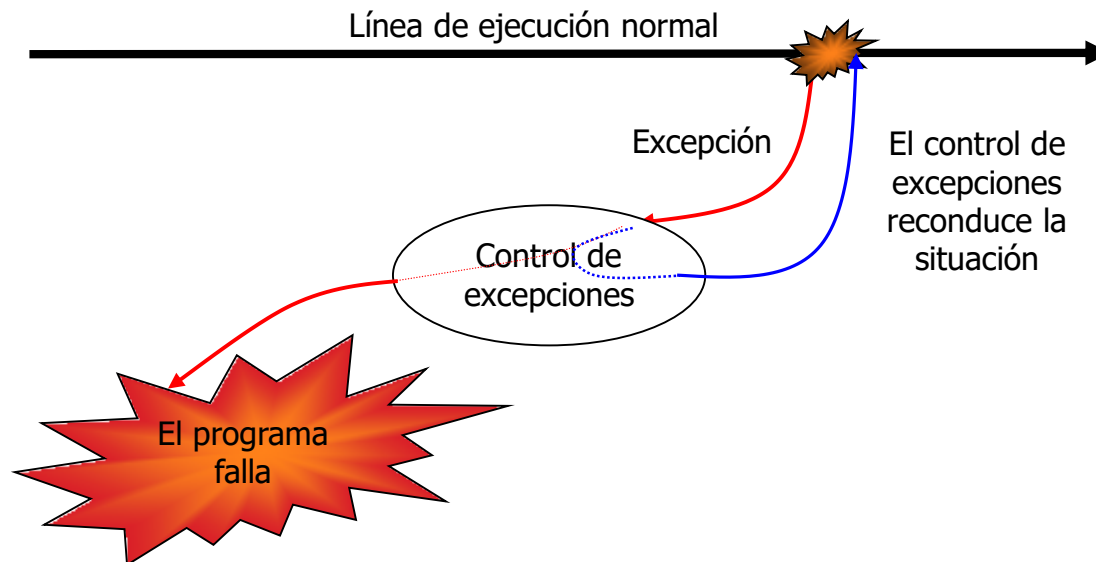 Línea de ejecución normal
Excepción
El control de
excepciones
reconduce la
situación
Control de
excepciones
El programa
falla